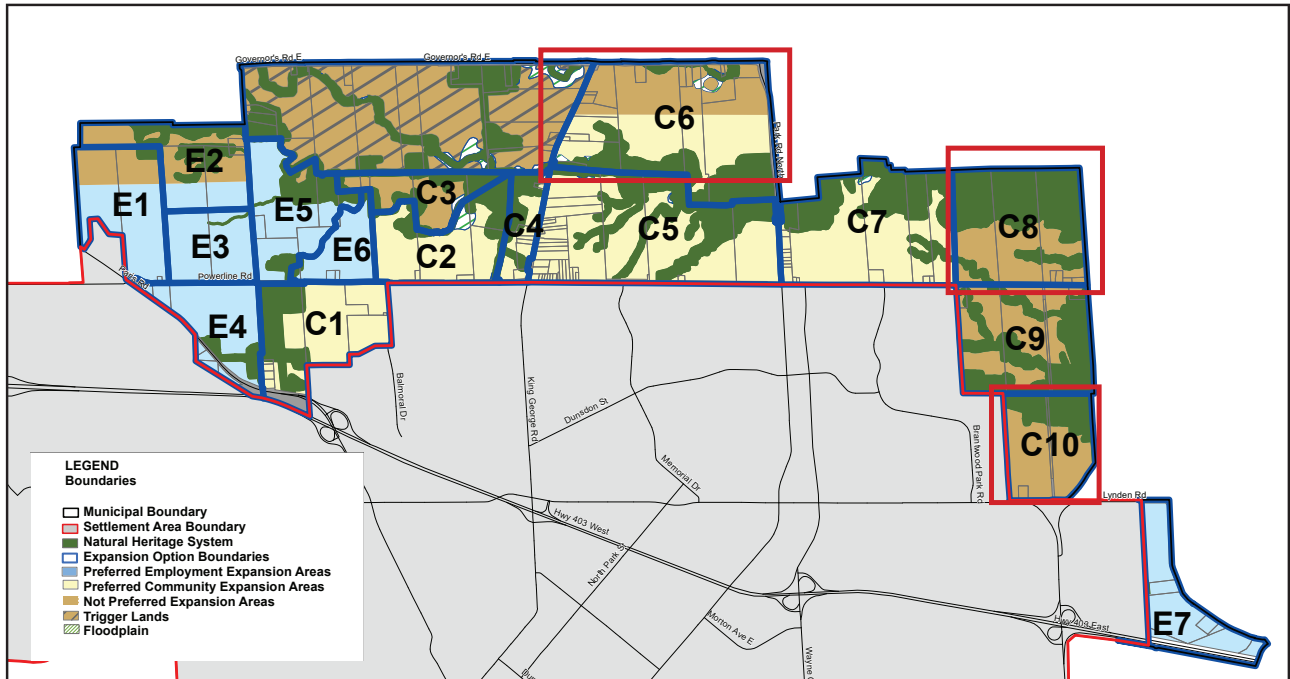 Governor's Rd E
Governor's Rd E
C6
E2
E1
C3
C8
E5
C4
C5
C7
E3
E6
C2
Park Rd
Powerline Rd
C9
E4
C1
Balmoral Dr
King George Rd
Dunsdon St
Brantwood Park Rd
C10
Memorial Dr
Lynden Rd
LEGEND
Boundaries
Municipal Boundary
Settlement Area Boundary
Natural Heritage System
Expansion Option Boundaries
Preferred Employment Expansion Areas
Preferred Community Expansion Areas
Not Preferred Expansion Areas
Trigger Lands
Floodplain
Hwy 403 West
North Park S
Morton Ave E
Hwy 403 East
E7
Wayne G